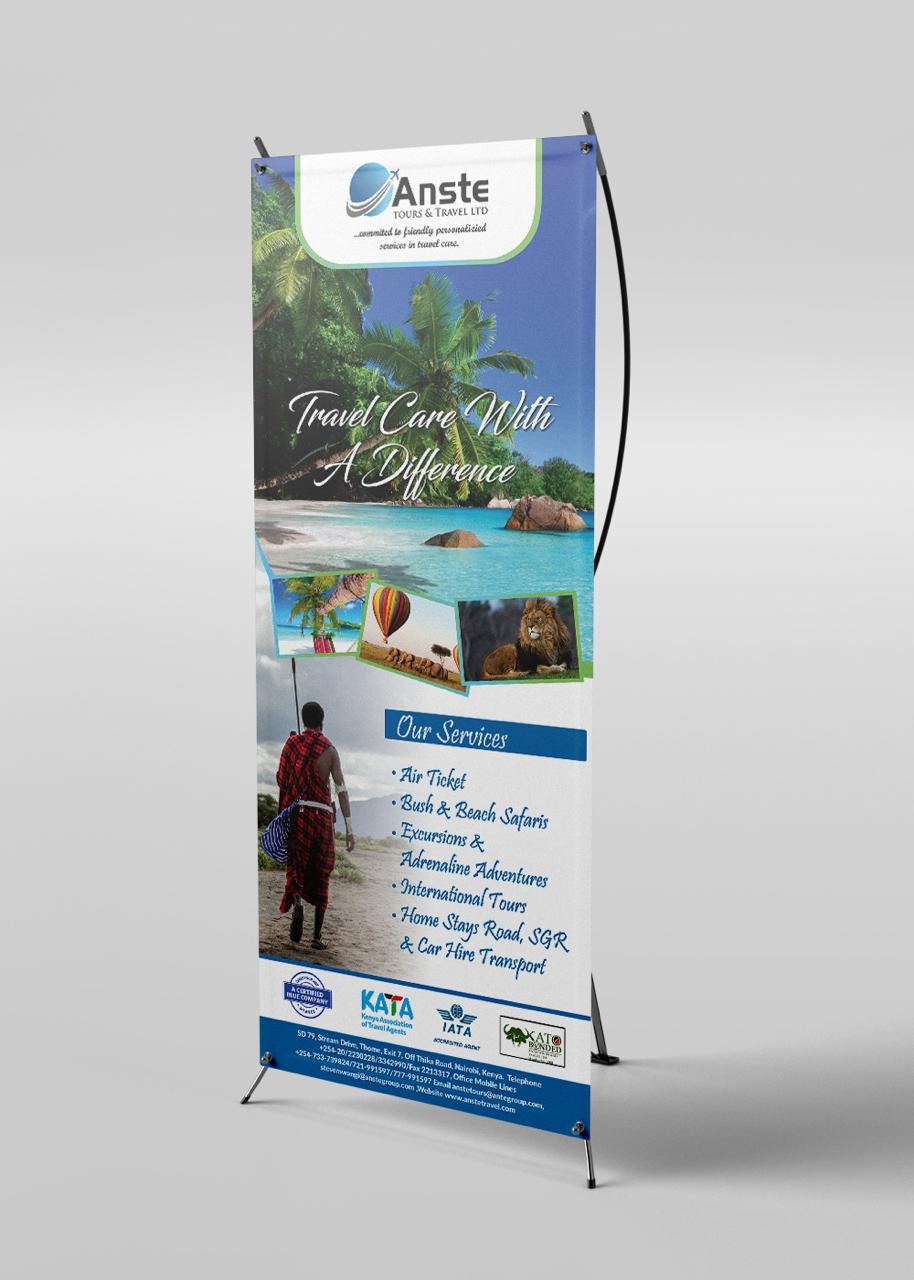 Anste
TOURS & TRAVEL LTD
...commited to friendly personalizied
services in travel care.
Travel Care With
A Difference
Our Services
• Air Ticket
• Bush & Beach Safaris
• Excursions &
Adrenaline Adventures
• International Tours
• Home Stays Road, SGR
& Car Hire Transport
A CERTIFIED
BLUE COMPANY
KATA
Kenya Association
of Travel Agents
IATA
ACCREDITED AGENT
KATO
BONDED
5D 79, Stream Drive, Thome, Exit 7, Off Thika Road, Nairobi, Kenya. Telephone
+254-20/2230228/3342990/Fax 2213317, Office Mobile Lines
+254-733-739824/721-991597/777-991597 Email anstetours@antegroup.com,
stevenwangi@anstegroup.com ,Website www.anstetravel.com